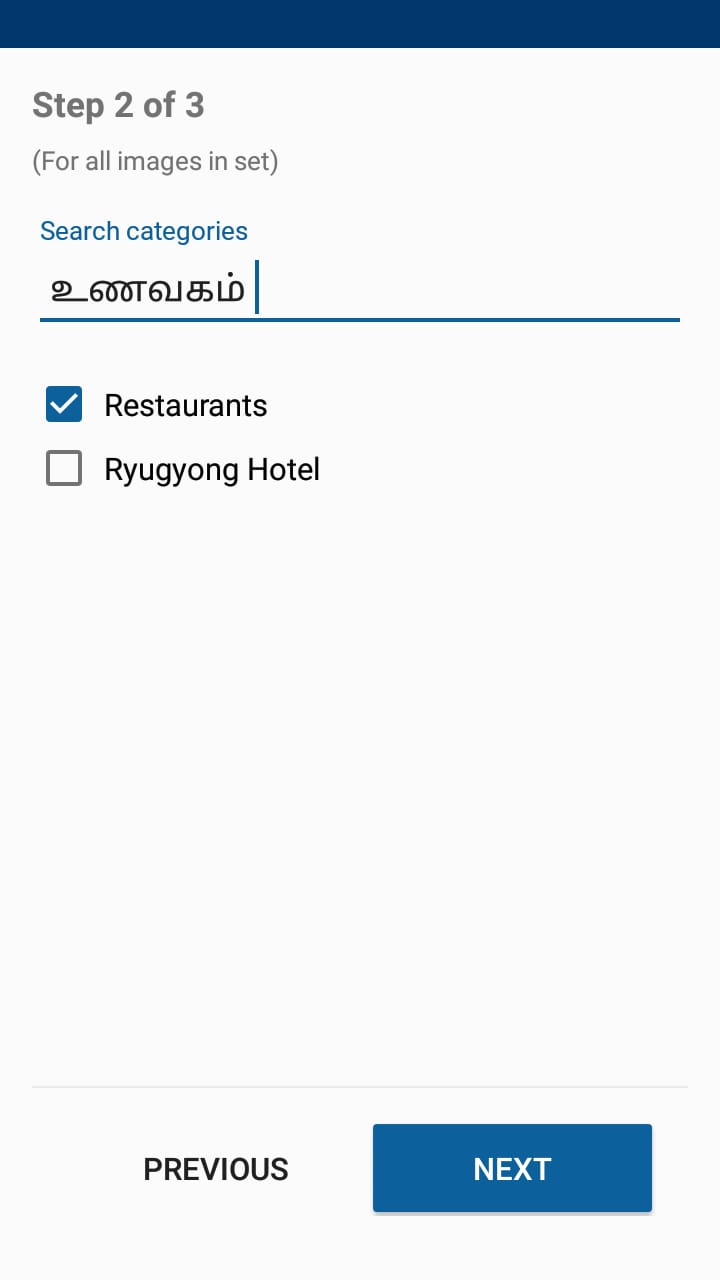 Step 2 of 3
(For all images in set)
Search categories
உணவகம்
Restaurants
Ryugyong Hotel
PREVIOUS
NEXT